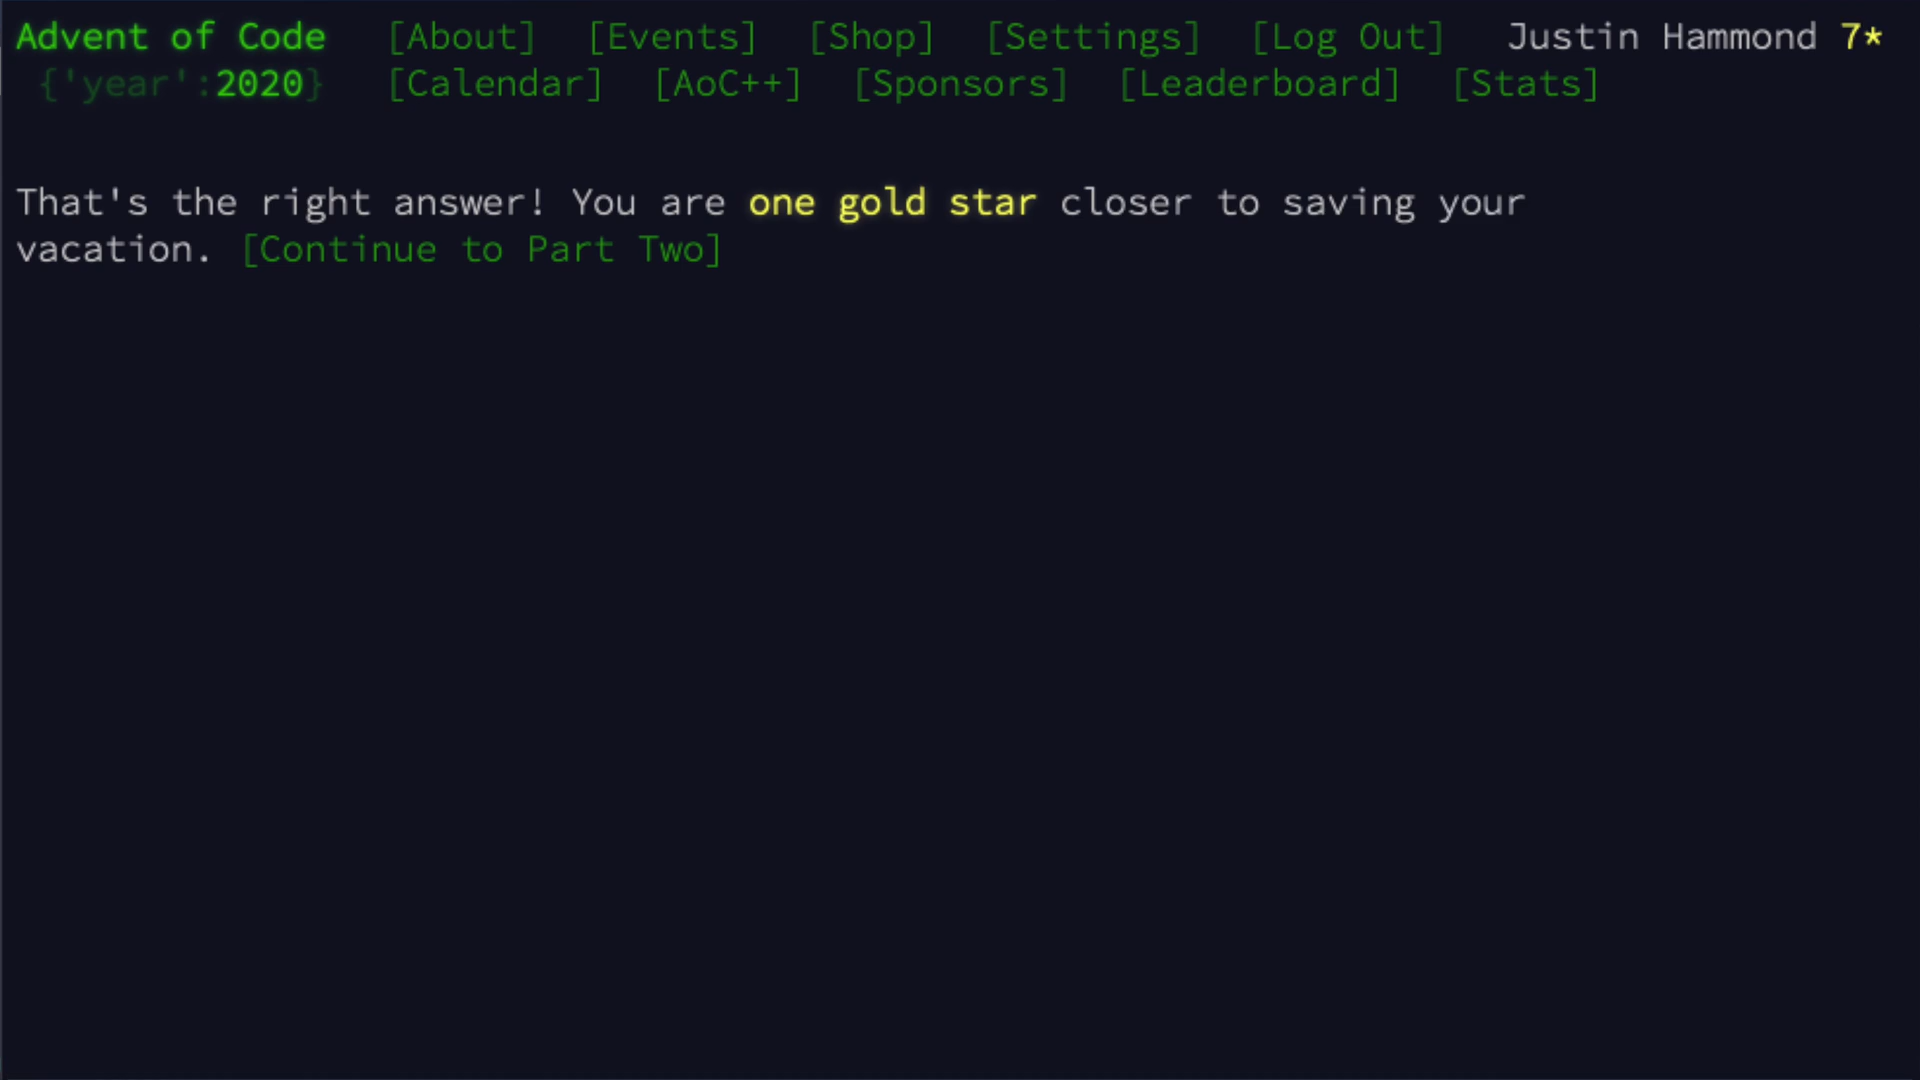 Advent of Code [About] [Events] [Shop] [Settings] [Log Out] Justin Hammond 7*
{'year':2020} [Calendar] [AoC++] [Sponsors] [Leaderboard] [Stats]
That's the right answer! You are one gold star closer to saving your
vacation. [Continue to Part Two]